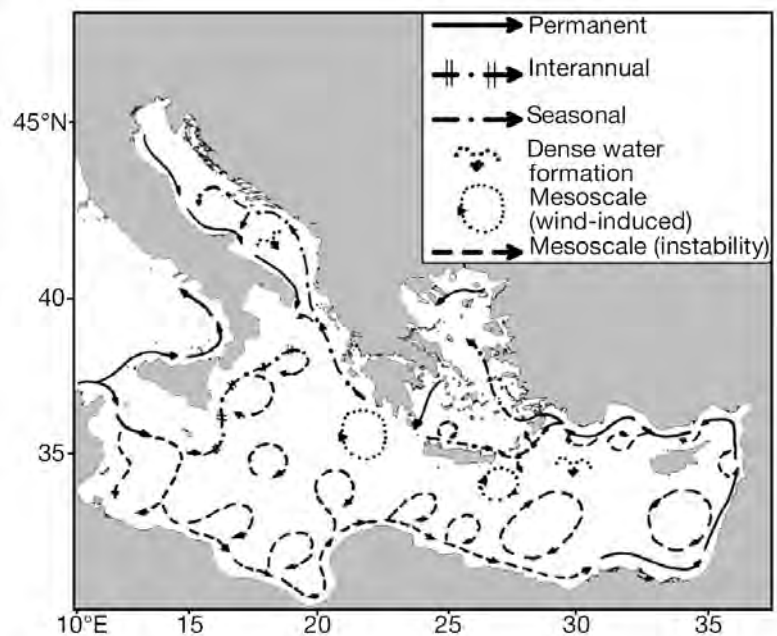 Permanent
Interannual
Seasonal
Dense water
formation
Mesoscale
(wind-induced)
Mesoscale (instability)
45°N
40
35
10°E 15 20 25 30 35